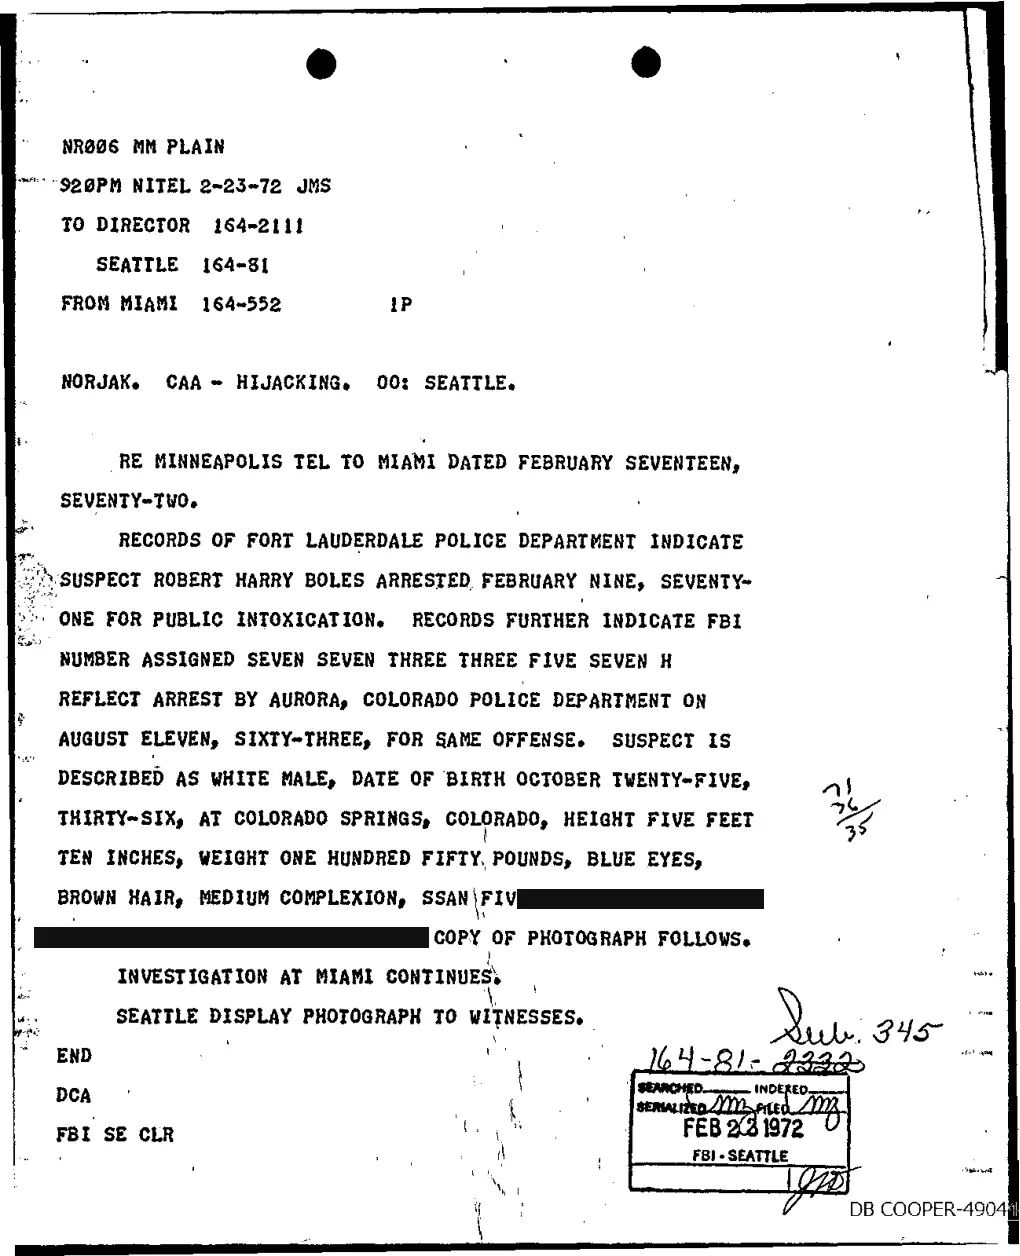 NR006 MM PLAIN
920PM NITEL 2-23-72 JMS
TO DIRECTOR 164-2111
SEATTLE 164-81
FROM MIAMI 164-552 1P
NORJAK. CAA - HIJACKING. OO: SEATTLE.
RE MINNEAPOLIS TEL TO MIAMI DATED FEBRUARY SEVENTEEN,
SEVENTY-TWO.
RECORDS OF FORT LAUDERDALE POLICE DEPARTMENT INDICATE
SUSPECT ROBERT HARRY BOLES ARRESTED FEBRUARY NINE, SEVENTY-
ONE FOR PUBLIC INTOXICATION. RECORDS FURTHER INDICATE FBI
NUMBER ASSIGNED SEVEN SEVEN THREE THREE FIVE SEVEN H
REFLECT ARREST BY AURORA, COLORADO POLICE DEPARTMENT ON
AUGUST ELEVEN, SIXTY-THREE, FOR SAME OFFENSE. SUSPECT IS
DESCRIBED AS WHITE MALE, DATE OF BIRTH OCTOBER TWENTY-FIVE,
71
36
35
THIRTY-SIX, AT COLORADO SPRINGS, COLORADO, HEIGHT FIVE FEET
TEN INCHES, WEIGHT ONE HUNDRED FIFTY POUNDS, BLUE EYES,
BROWN HAIR, MEDIUM COMPLEXION, SSAN FIV
COPY OF PHOTOGRAPH FOLLOWS.
INVESTIGATION AT MIAMI CONTINUES.
SEATTLE DISPLAY PHOTOGRAPH TO WITNESSES.
END
DCA
FBI SE CLR
Sub. 345
164-81-2332
SEARCHED INDEXED
SERIALIZED FILED
FEB 23 1972
FBI - SEATTLE
DB COOPER-49041